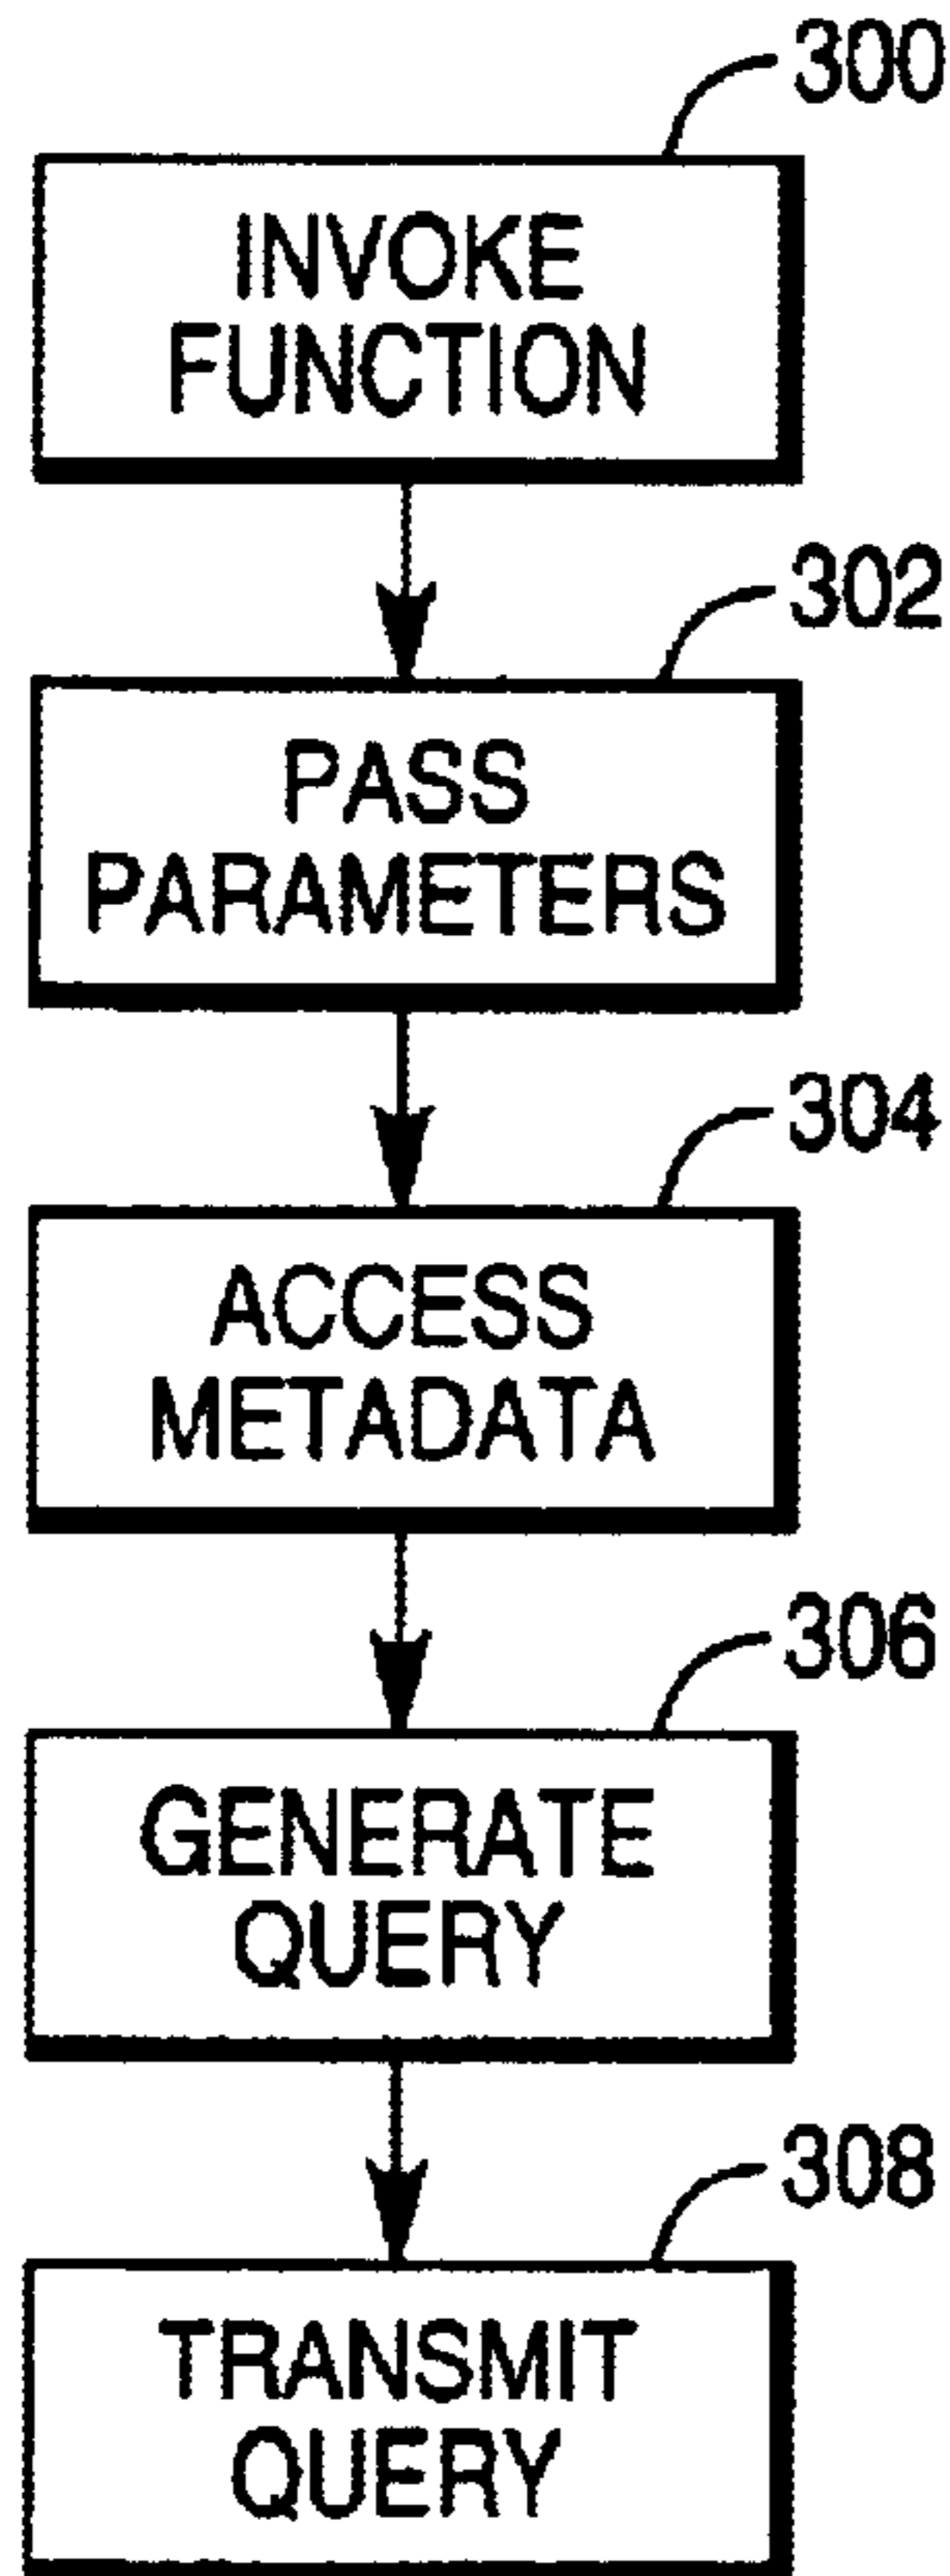 300
INVOKE
FUNCTION
302
PASS
PARAMETERS
304
ACCESS
METADATA
306
GENERATE
QUERY
308
TRANSMIT
QUERY